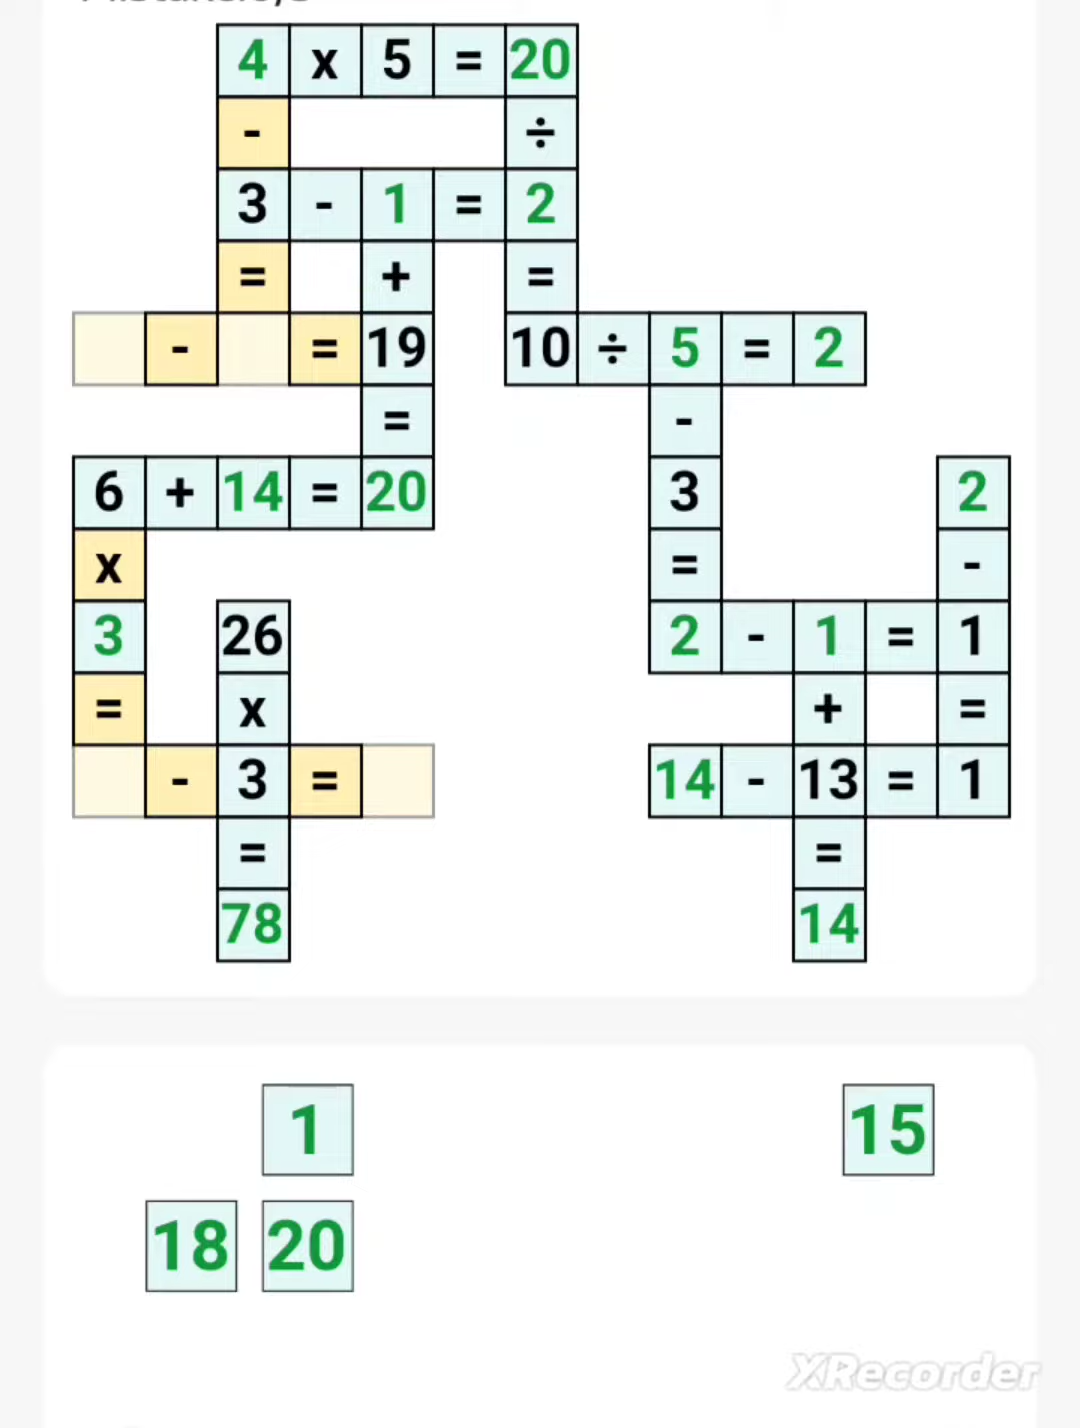 4 x 5 = 20
- ÷
3 - 1 = 2
= + =
- = 19 10 ÷ 5 = 2
= -
6 + 14 = 20 3 2
x = -
3 26 2 - 1 = 1
= x + =
- 3 = 14 - 13 = 1
= =
78 14
1 15
18 20
XRecorder